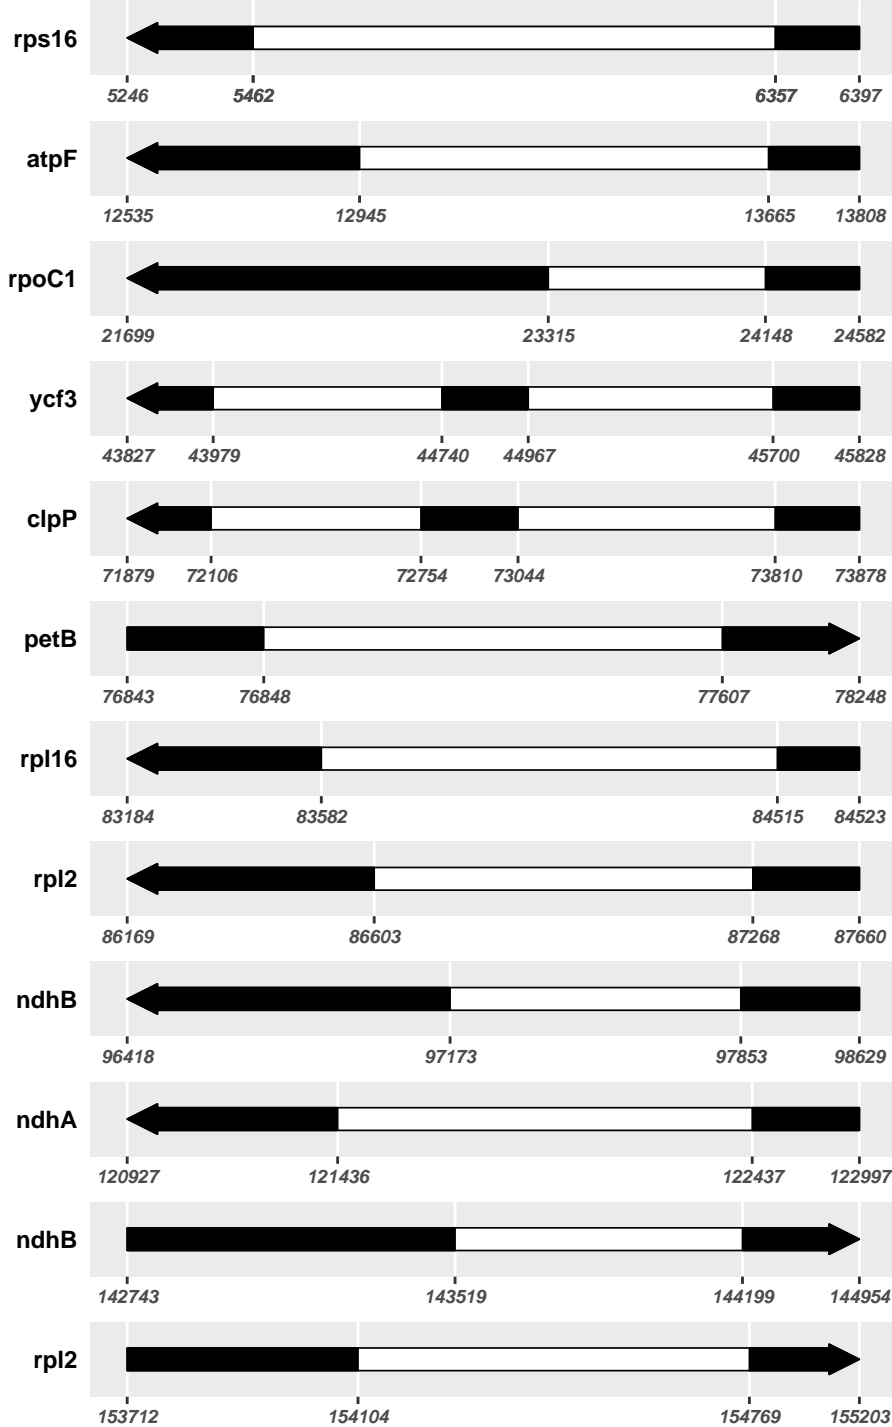 rps16
5246 5462 6357 6397
atpF
12535 12945 13665 13808
rpoC1
21699 23315 24148 24582
ycf3
43827 43979 44740 44967 45700 45828
clpP
71879 72106 72754 73044 73810 73878
petB
76843 76848 77607 78248
rpl16
83184 83582 84515 84523
rpl2
86169 86603 87268 87660
ndhB
96418 97173 97853 98629
ndhA
120927 121436 122437 122997
ndhB
142743 143519 144199 144954
rpl2
153712 154104 154769 155203